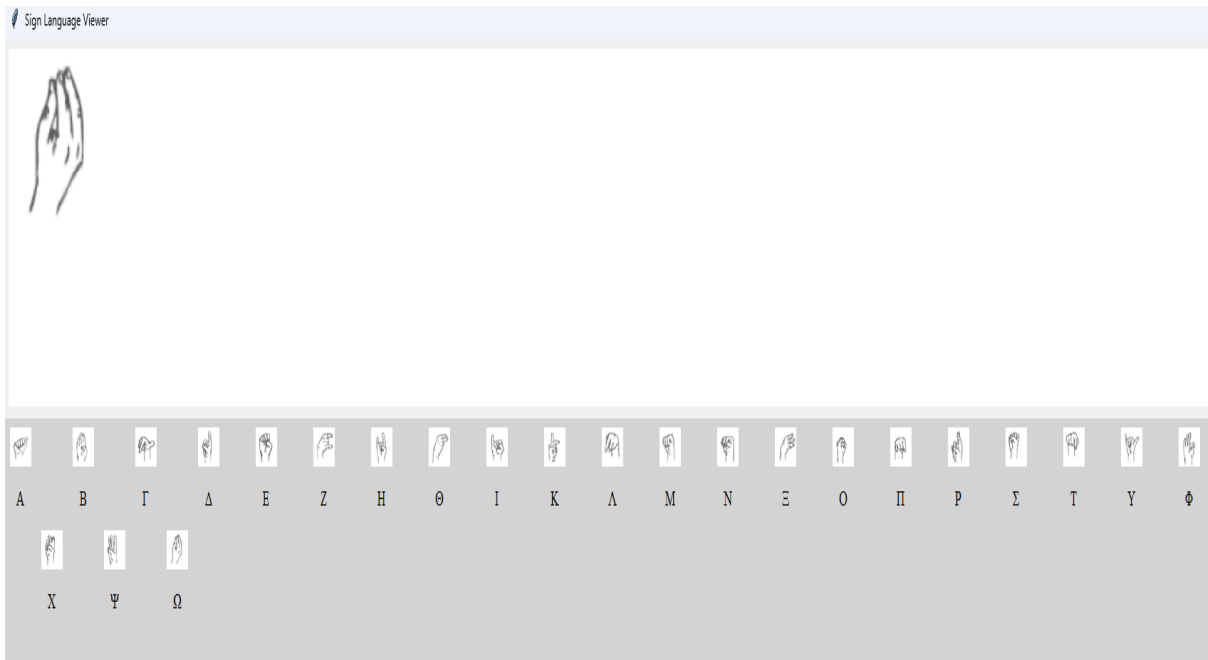 Sign Language Viewer
Α Β Γ Δ Ε Ζ Η Θ Ι Κ Λ Μ Ν Ξ Ο Π Ρ Σ Τ Υ Φ
Χ Ψ Ω